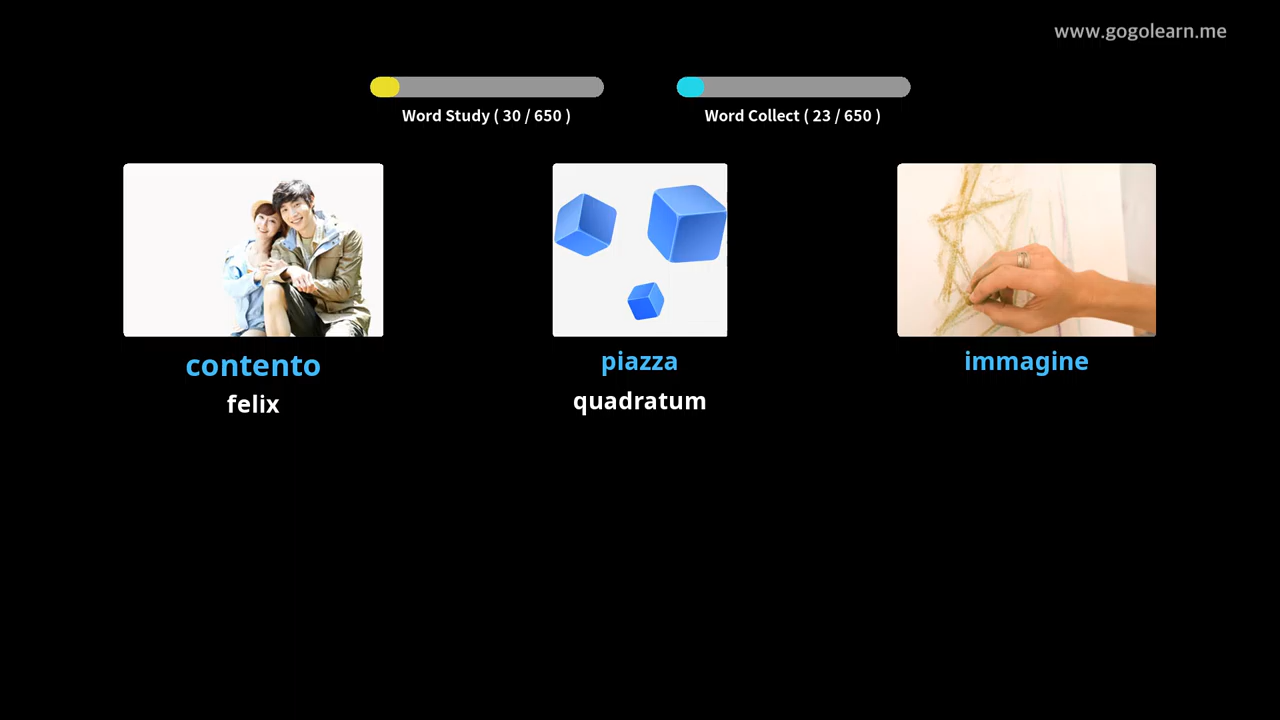 www.gogolearn.me
Word Study ( 30 / 650 )
Word Collect ( 23 / 650 )
contento
felix
piazza
quadratum
immagine